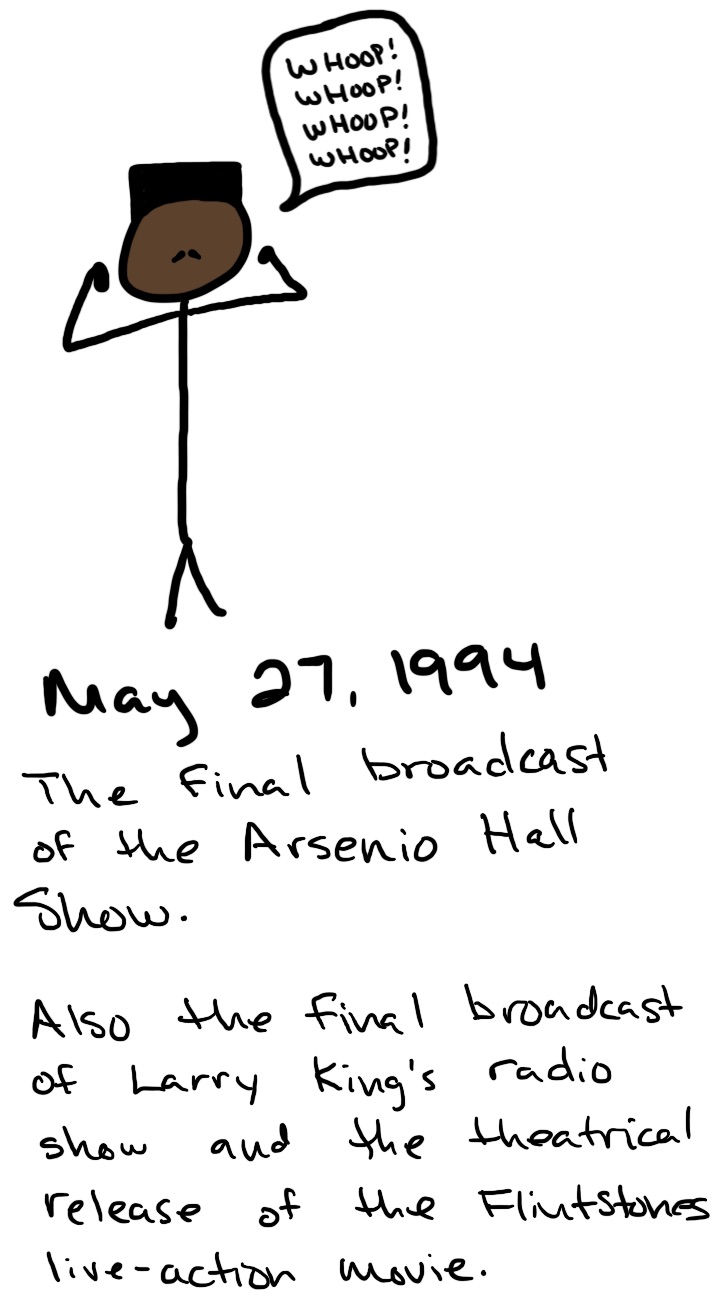 WHOOP!
WHOOP!
WHOOP!
WHOOP!
May 27, 1994
The final broadcast
of the Arsenio Hall
Show.
Also the final broadcast
of Larry King's radio
show and the theatrical
release of the Flintstones
live-action movie.